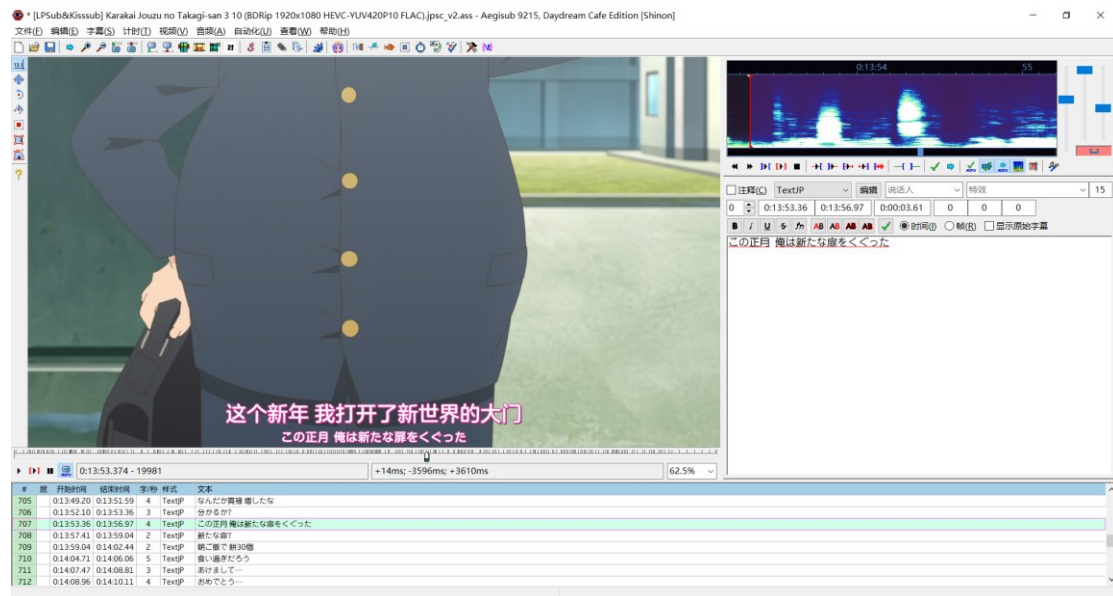 * [LPSub&Kisssub] Karakai Jouzu no Takagi-san 3 10 (BDRip 1920x1080 HEVC-YUV420P10 FLAC).jpsc_v2.ass - Aegisub 9215, Daydream Cafe Edition [Shinon]
文件(F) 编辑(E) 字幕(S) 计时(T) 视频(V) 音频(A) 自动化(U) 查看(W) 帮助(H)
0:13:54 55
注释(C) TextJP 编辑 说话人 特效 15
0 0:13:53.36 0:13:56.97 0:00:03.61 0 0 0
B I U S fn AB AB AB AB 时间(I) 帧(R) 显示原始字幕
この正月 俺は新たな扉をくぐった
这个新年 我打开了新世界的大门
この正月 俺は新たな扉をくぐった
0:13:53.374 - 19981 +14ms; -3596ms; +3610ms 62.5%
# 层 开始时间 结束时间 字/秒 样式 文本
705 0:13:49.20 0:13:51.59 4 TextJP なんだか貫禄 増したな
706 0:13:52.10 0:13:53.36 3 TextJP 分かるか?
707 0:13:53.36 0:13:56.97 4 TextJP この正月 俺は新たな扉をくぐった
708 0:13:57.41 0:13:59.04 2 TextJP 新たな扉?
709 0:13:59.04 0:14:02.44 2 TextJP 朝ご飯で 餅30個
710 0:14:04.71 0:14:06.06 5 TextJP 食い過ぎだろう
711 0:14:07.47 0:14:08.81 3 TextJP あけまして…
712 0:14:08.96 0:14:10.11 4 TextJP おめでとう…